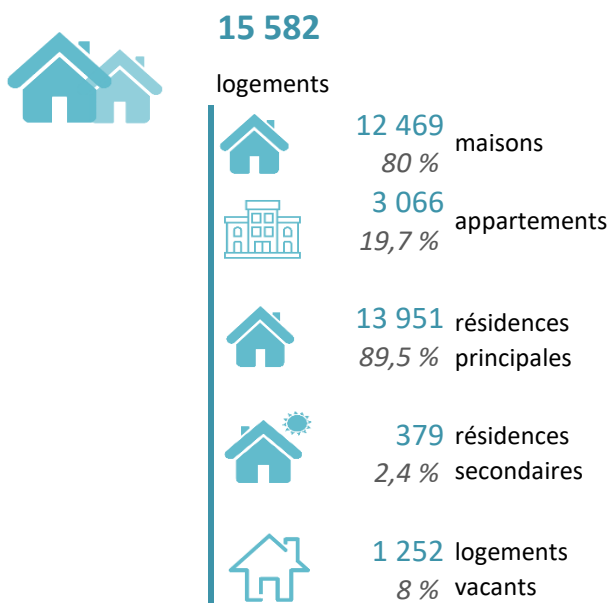 15 582
logements
12 469
80 %
maisons
3 066
19,7 %
appartements
13 951 résidences
89,5 % principales
379 résidences
2,4 % secondaires
1 252 logements
8 % vacants